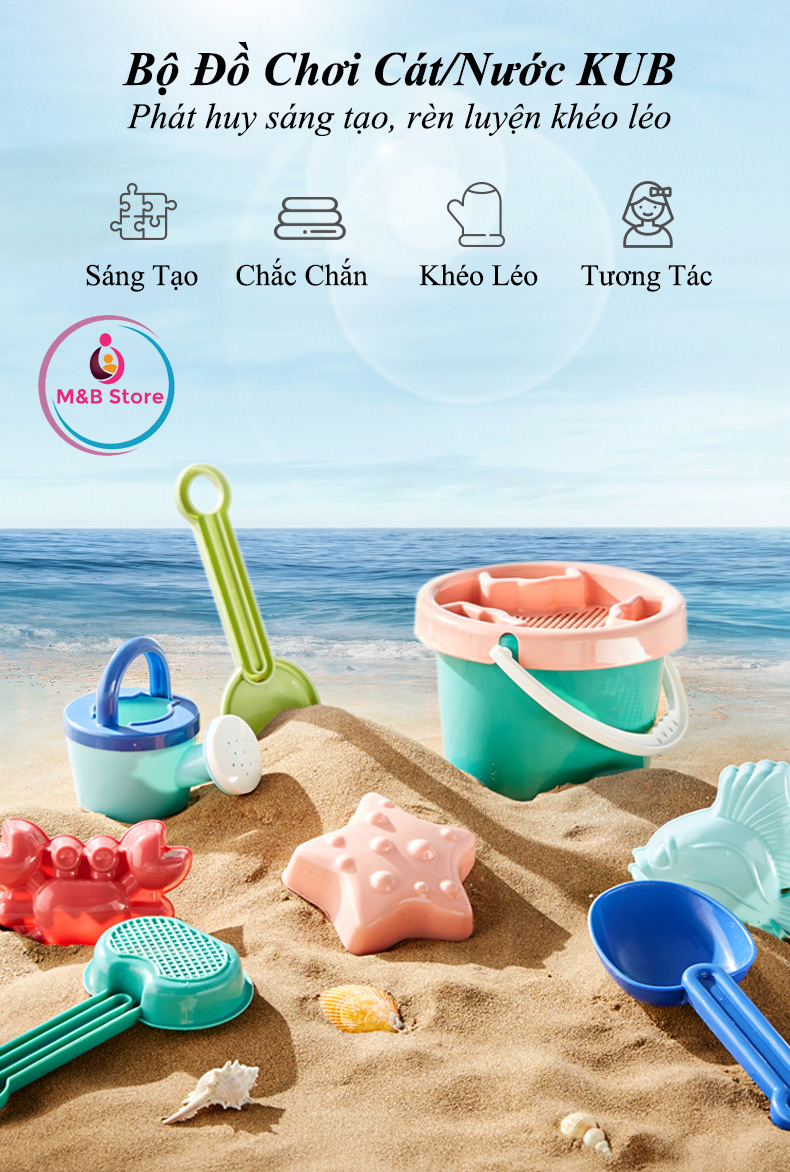 Bộ Đồ Chơi Cát/Nước KUB
Phát huy sáng tạo, rèn luyện khéo léo
Sáng Tạo Chắc Chắn Khéo Léo Tương Tác
M&B Store